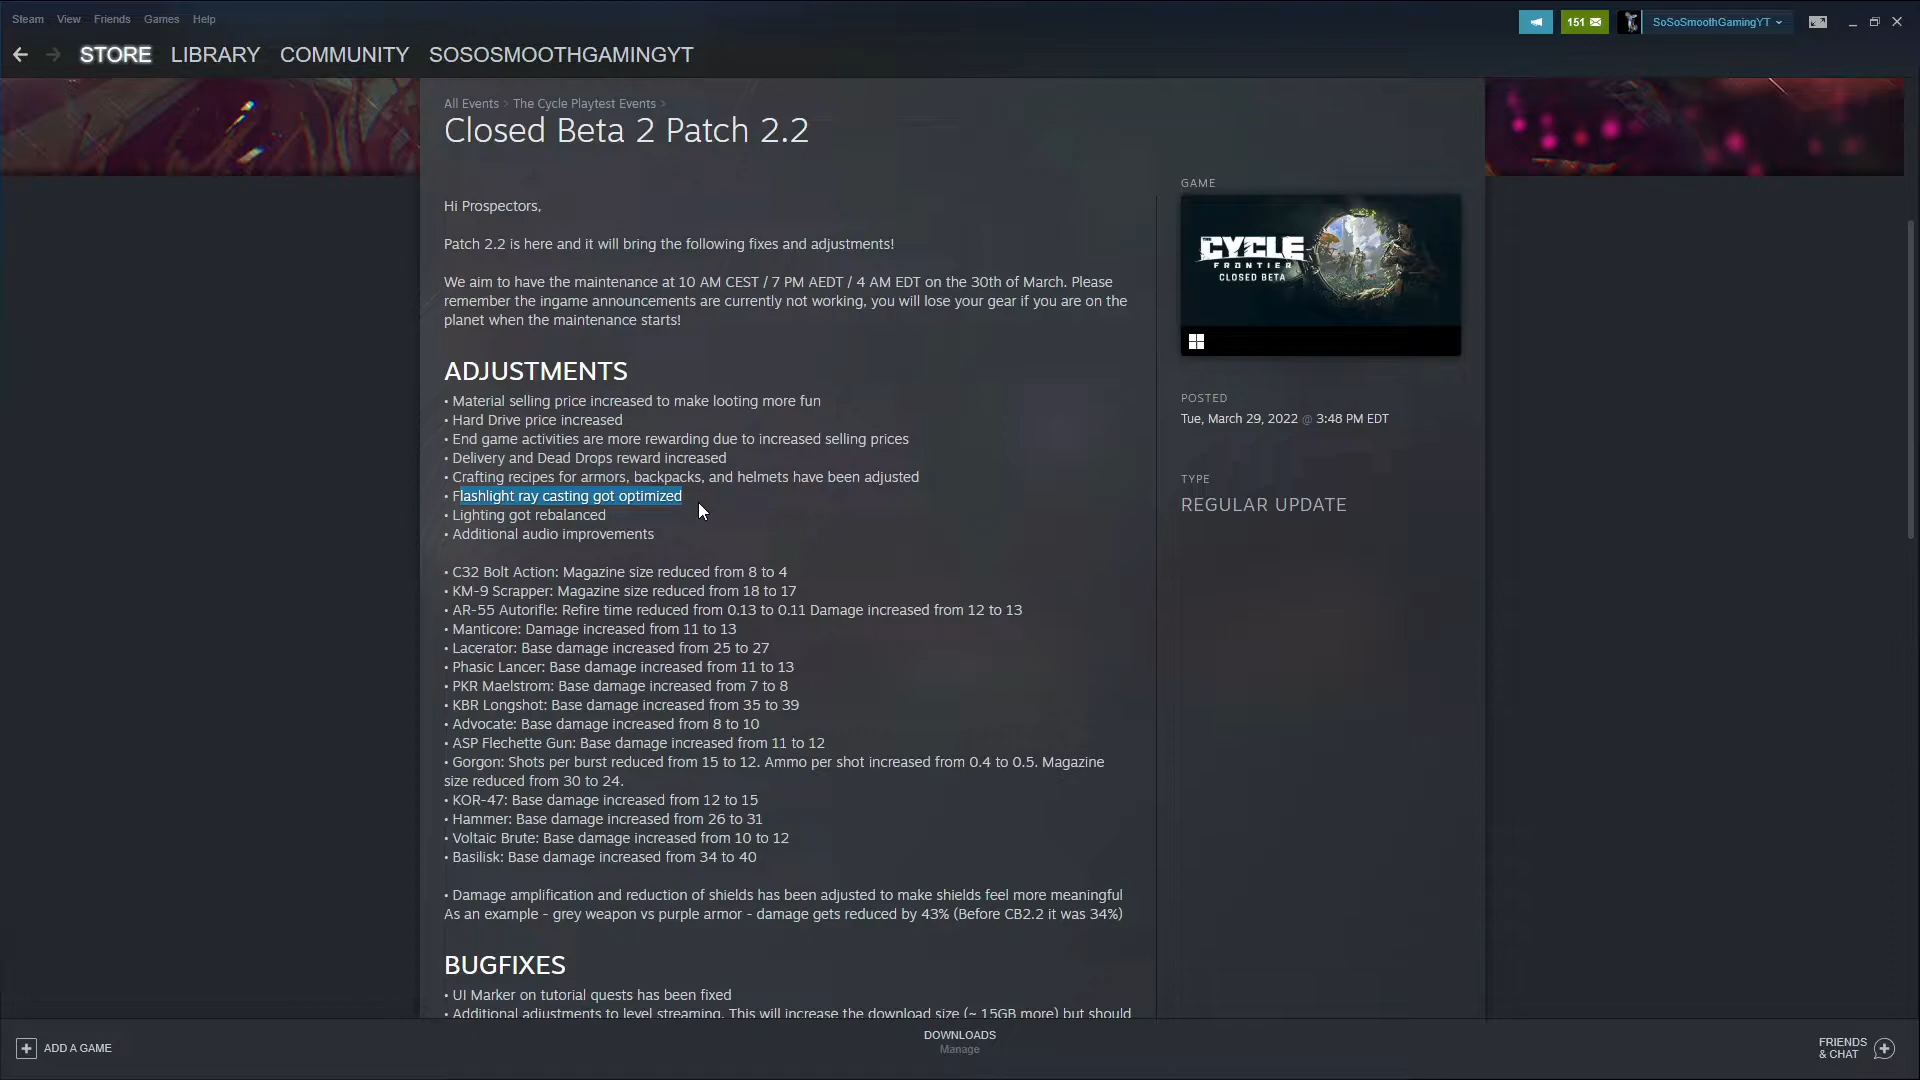 Steam View Friends Games Help
151 SoSoSmoothGamingYT
STORE LIBRARY COMMUNITY SOSOSMOOTHGAMINGYT
All Events > The Cycle Playtest Events >
Closed Beta 2 Patch 2.2
Hi Prospectors,
Patch 2.2 is here and it will bring the following fixes and adjustments!
We aim to have the maintenance at 10 AM CEST / 7 PM AEDT / 4 AM EDT on the 30th of March. Please
remember the ingame announcements are currently not working, you will lose your gear if you are on the
planet when the maintenance starts!
ADJUSTMENTS
• Material selling price increased to make looting more fun
• Hard Drive price increased
• End game activities are more rewarding due to increased selling prices
• Delivery and Dead Drops reward increased
• Crafting recipes for armors, backpacks, and helmets have been adjusted
• Flashlight ray casting got optimized
• Lighting got rebalanced
• Additional audio improvements
• C32 Bolt Action: Magazine size reduced from 8 to 4
• KM-9 Scrapper: Magazine size reduced from 18 to 17
• AR-55 Autorifle: Refire time reduced from 0.13 to 0.11 Damage increased from 12 to 13
• Manticore: Damage increased from 11 to 13
• Lacerator: Base damage increased from 25 to 27
• Phasic Lancer: Base damage increased from 11 to 13
• PKR Maelstrom: Base damage increased from 7 to 8
• KBR Longshot: Base damage increased from 35 to 39
• Advocate: Base damage increased from 8 to 10
• ASP Flechette Gun: Base damage increased from 11 to 12
• Gorgon: Shots per burst reduced from 15 to 12. Ammo per shot increased from 0.4 to 0.5. Magazine
size reduced from 30 to 24.
• KOR-47: Base damage increased from 12 to 15
• Hammer: Base damage increased from 26 to 31
• Voltaic Brute: Base damage increased from 10 to 12
• Basilisk: Base damage increased from 34 to 40
• Damage amplification and reduction of shields has been adjusted to make shields feel more meaningful
As an example - grey weapon vs purple armor - damage gets reduced by 43% (Before CB2.2 it was 34%)
BUGFIXES
• UI Marker on tutorial quests has been fixed
• Additional adjustments to level streaming. This will increase the download size (~ 15GB more) but should
GAME
THE CYCLE
FRONTIER
CLOSED BETA
POSTED
Tue, March 29, 2022 @ 3:48 PM EDT
TYPE
REGULAR UPDATE
ADD A GAME
DOWNLOADS
Manage
FRIENDS
& CHAT